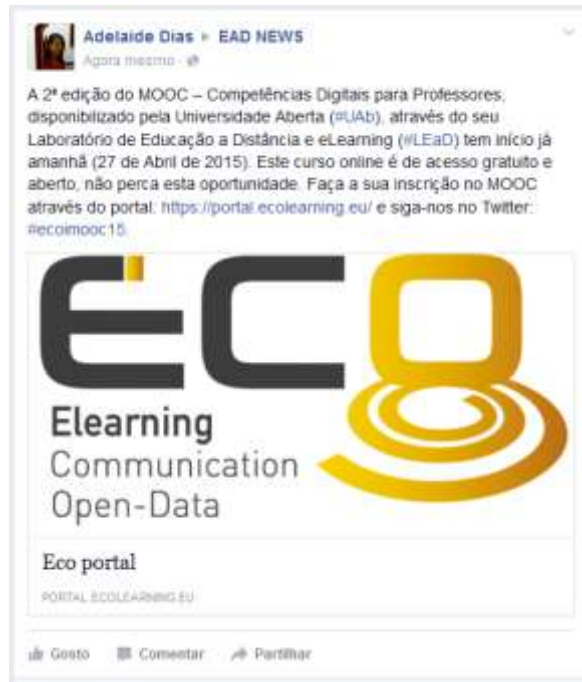 Adelaide Dias ▸ EAD NEWS
Agora mesmo ·
A 2ª edição do MOOC – Competências Digitais para Professores,
disponibilizado pela Universidade Aberta (#UAb), através do seu
Laboratório de Educação a Distância e eLearning (#LEaD) tem início já
amanhã (27 de Abril de 2015). Este curso online é de acesso gratuito e
aberto, não perca esta oportunidade. Faça a sua inscrição no MOOC
através do portal: https://portal.ecolearning.eu/ e siga-nos no Twitter:
#ecoimooc15.
ECO
Elearning
Communication
Open-Data
Eco portal
PORTAL.ECOLEARNING.EU
Gosto Comentar Partilhar